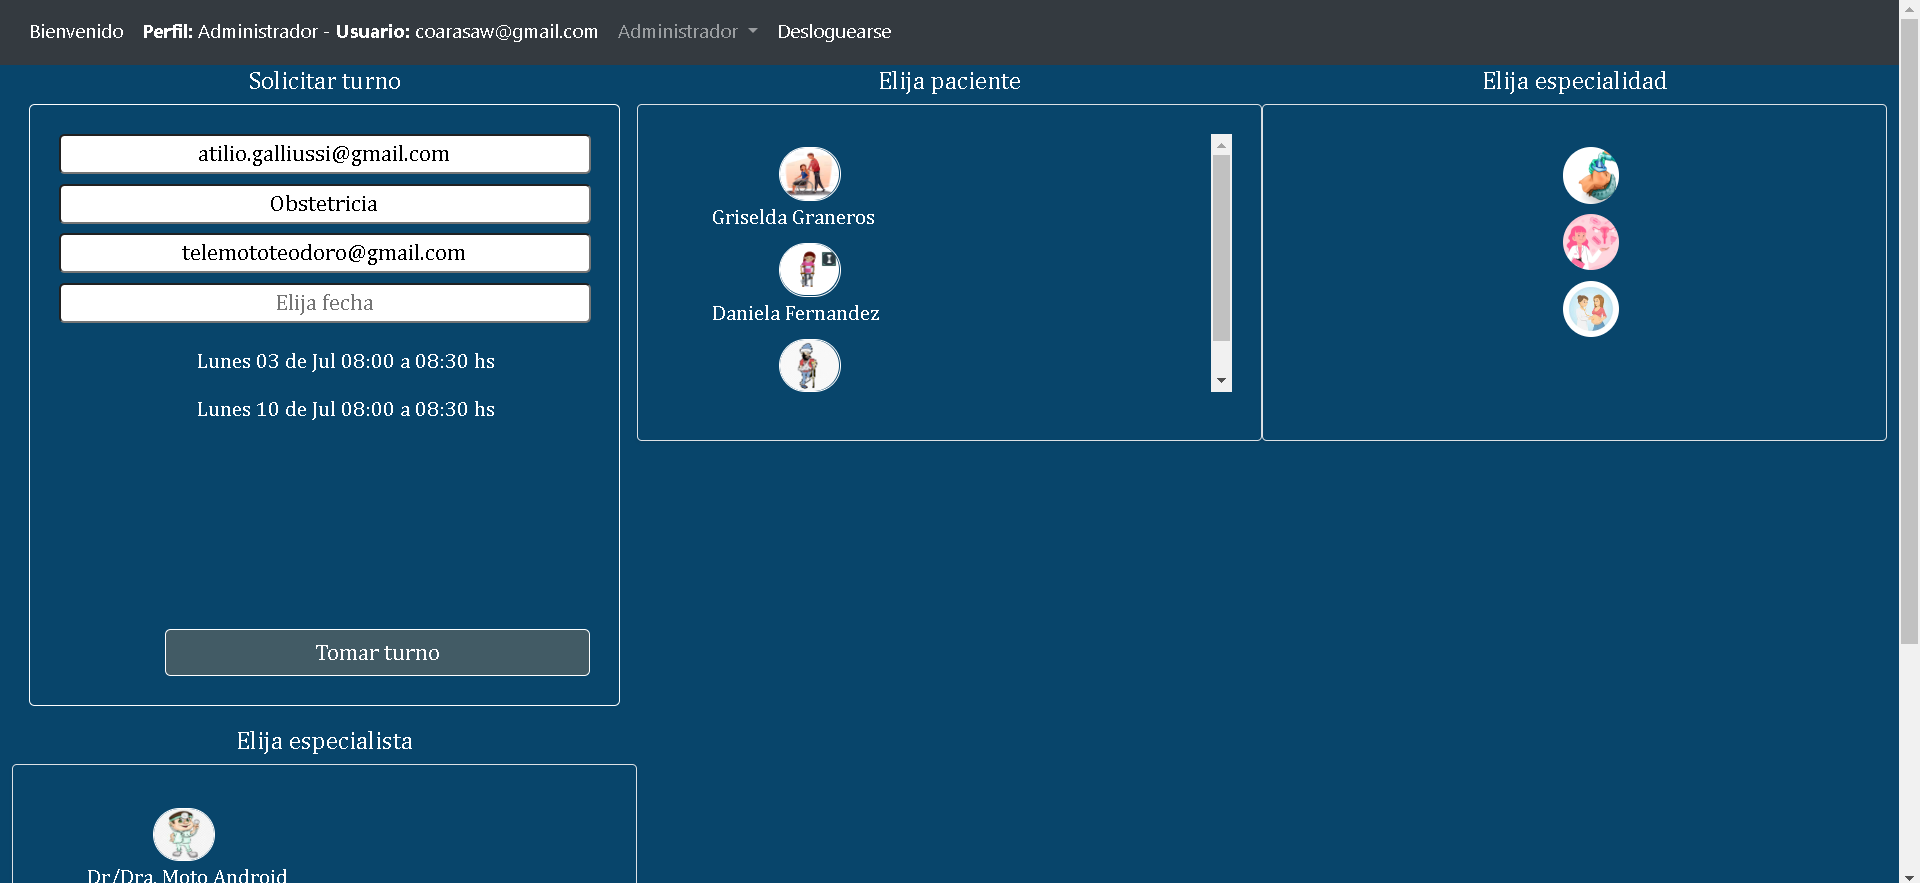 Bienvenido Perfil: Administrador - Usuario: coarasaw@gmail.com Administrador Desloguearse
Solicitar turno
atilio.galliussi@gmail.com
Obstetricia
telemototeodoro@gmail.com
Elija fecha
Lunes 03 de Jul 08:00 a 08:30 hs
Lunes 10 de Jul 08:00 a 08:30 hs
Tomar turno
Elija paciente
Griselda Graneros
Daniela Fernandez
Elija especialidad
Elija especialista
Dr/Dra. Moto Android